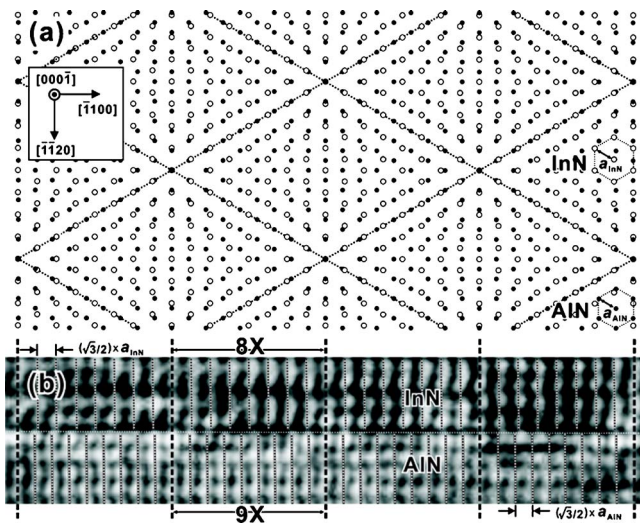 (a)
[0001̄]
[1̄100]
[1̄1̄20]
InN
a_InN
AlN
a_AlN
(√3/2)× a_InN
8X
(b)
InN
AlN
9X
(√3/2)× a_AlN